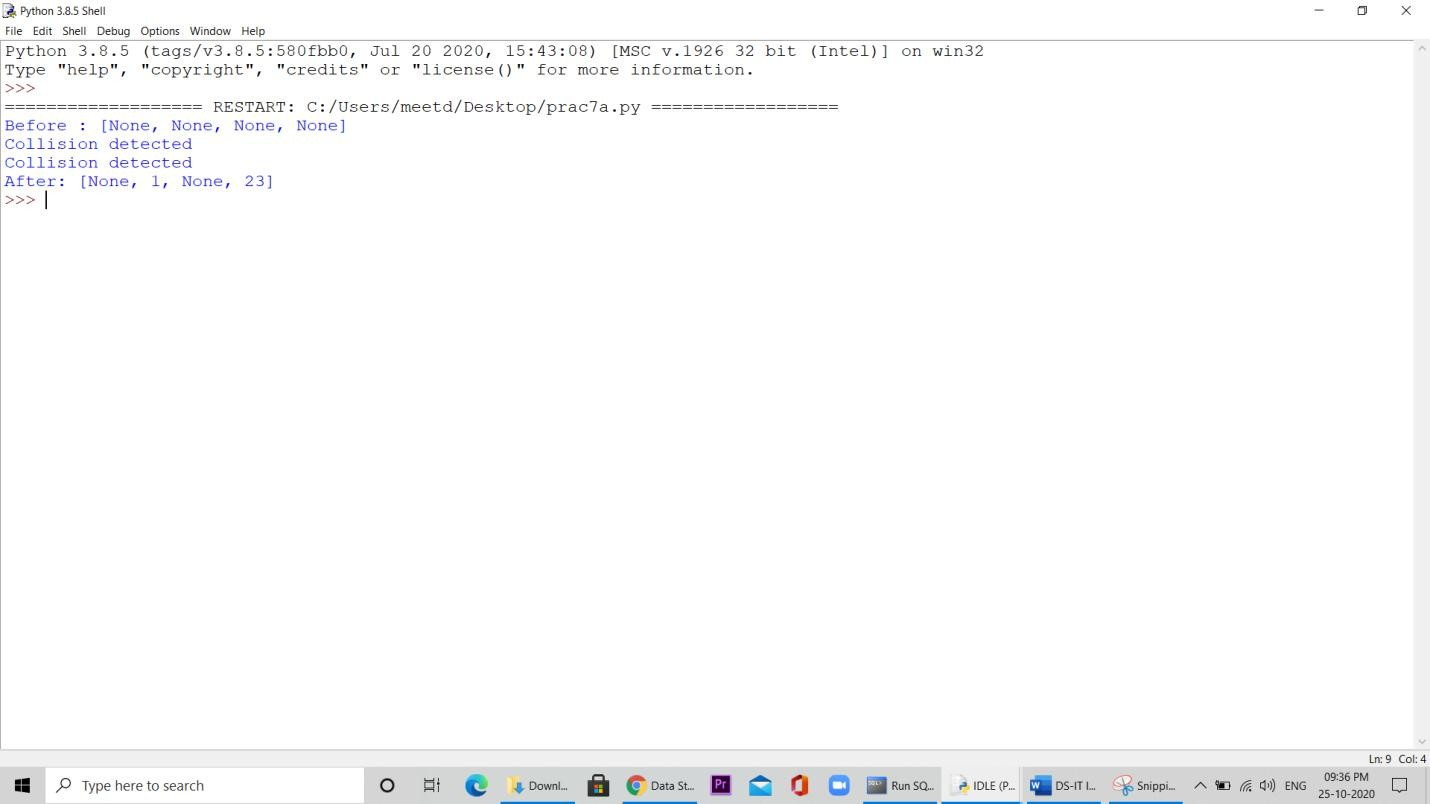 Python 3.8.5 Shell
File Edit Shell Debug Options Window Help
Python 3.8.5 (tags/v3.8.5:580fbb0, Jul 20 2020, 15:43:08) [MSC v.1926 32 bit (Intel)] on win32
Type "help", "copyright", "credits" or "license()" for more information.
>>>
=================== RESTART: C:/Users/meetd/Desktop/prac7a.py ==================
Before : [None, None, None, None]
Collision detected
Collision detected
After: [None, 1, None, 23]
>>>
Ln: 9 Col: 4
Type here to search Downl... Data St... Pr Run SQ... IDLE (P... DS-IT I... Snippi... ENG
09:36 PM
25-10-2020